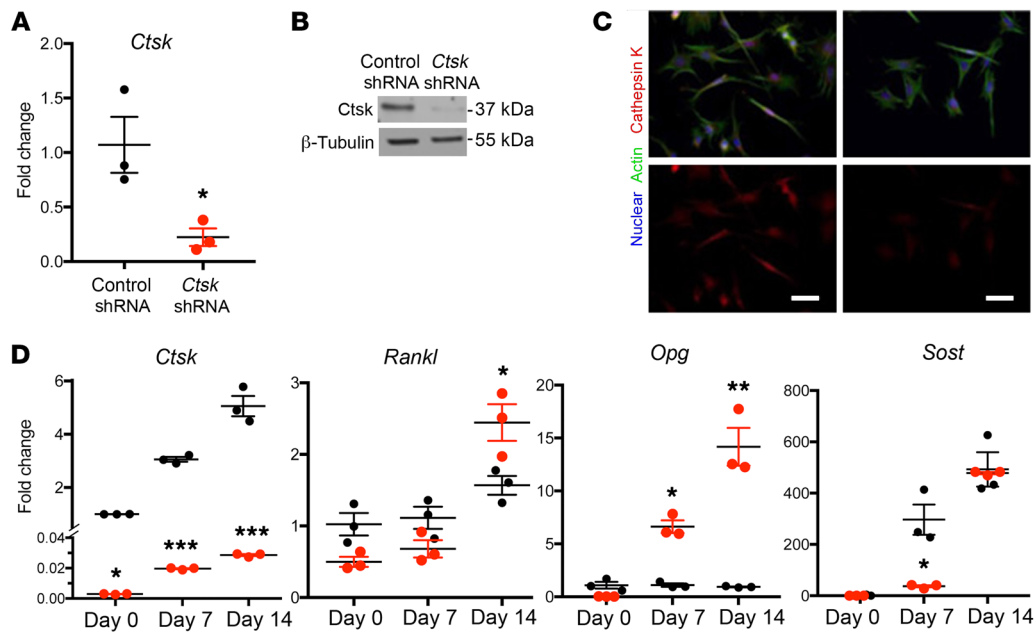 A
Ctsk
Fold change
2.0
1.5
1.0
0.5
0.0
*
Control shRNA
Ctsk shRNA
B
Control shRNA
Ctsk shRNA
Ctsk
-37 kDa
β-Tubulin
-55 kDa
C
Nuclear Actin Cathepsin K
D
Ctsk
Fold change
6
4
2
0.04
0.02
0.00
*
***
***
Day 0 Day 7 Day 14
Rankl
3
2
1
0
*
Day 0 Day 7 Day 14
Opg
20
15
10
5
0
*
**
Day 0 Day 7 Day 14
Sost
800
600
400
200
0
*
Day 0 Day 7 Day 14